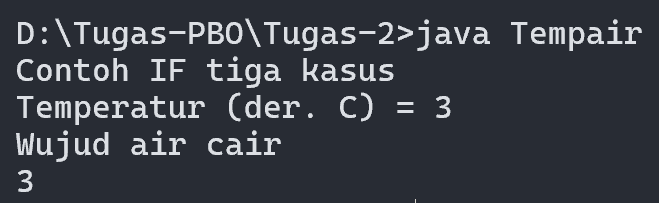 D:\Tugas-PBO\Tugas-2>java Tempair
Contoh IF tiga kasus
Temperatur (der. C) = 3
Wujud air cair
3